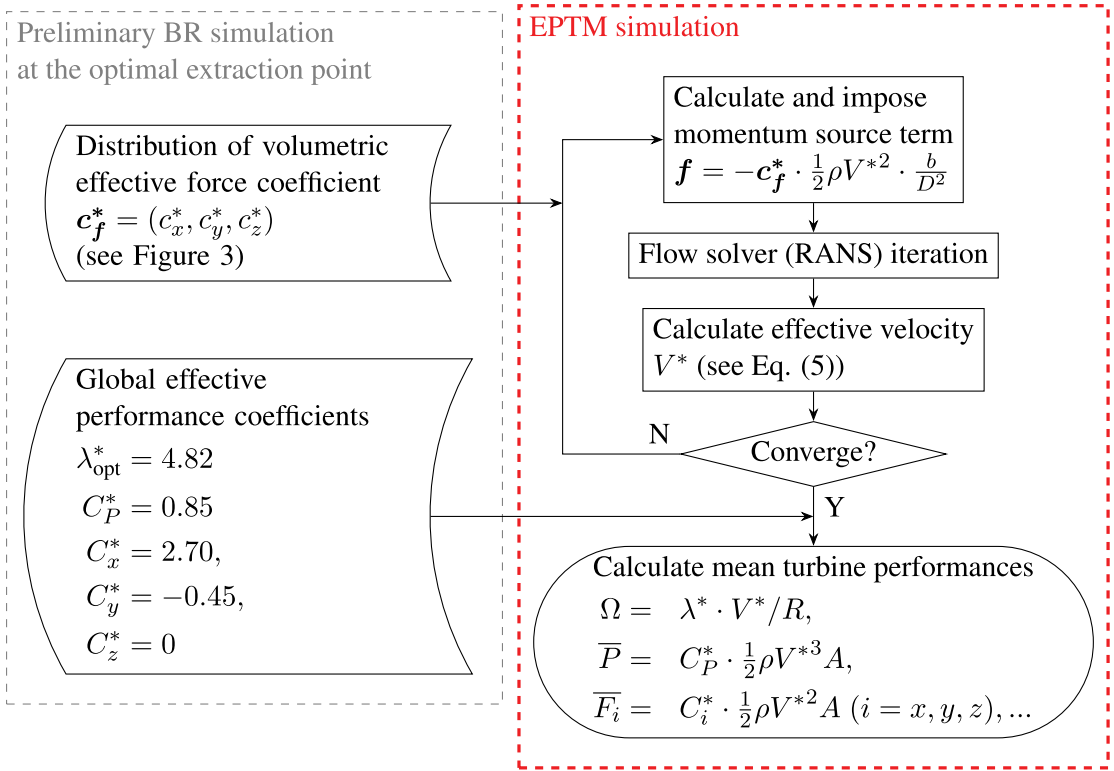 Preliminary BR simulation
at the optimal extraction point
Distribution of volumetric
effective force coefficient
c*_f = (c*_x, c*_y, c*_z)
(see Figure 3)
Global effective
performance coefficients
λ*_opt = 4.82
C*_P = 0.85
C*_x = 2.70,
C*_y = −0.45,
C*_z = 0
EPTM simulation
Calculate and impose
momentum source term
f = −c*_f · ½ρV*² · b/D²
Flow solver (RANS) iteration
Calculate effective velocity
V* (see Eq. (5))
Converge?
N
Y
Calculate mean turbine performances
Ω = λ* · V*/R,
P̅ = C*_P · ½ρV*³A,
F̅_i = C*_i · ½ρV*²A (i = x, y, z), ...